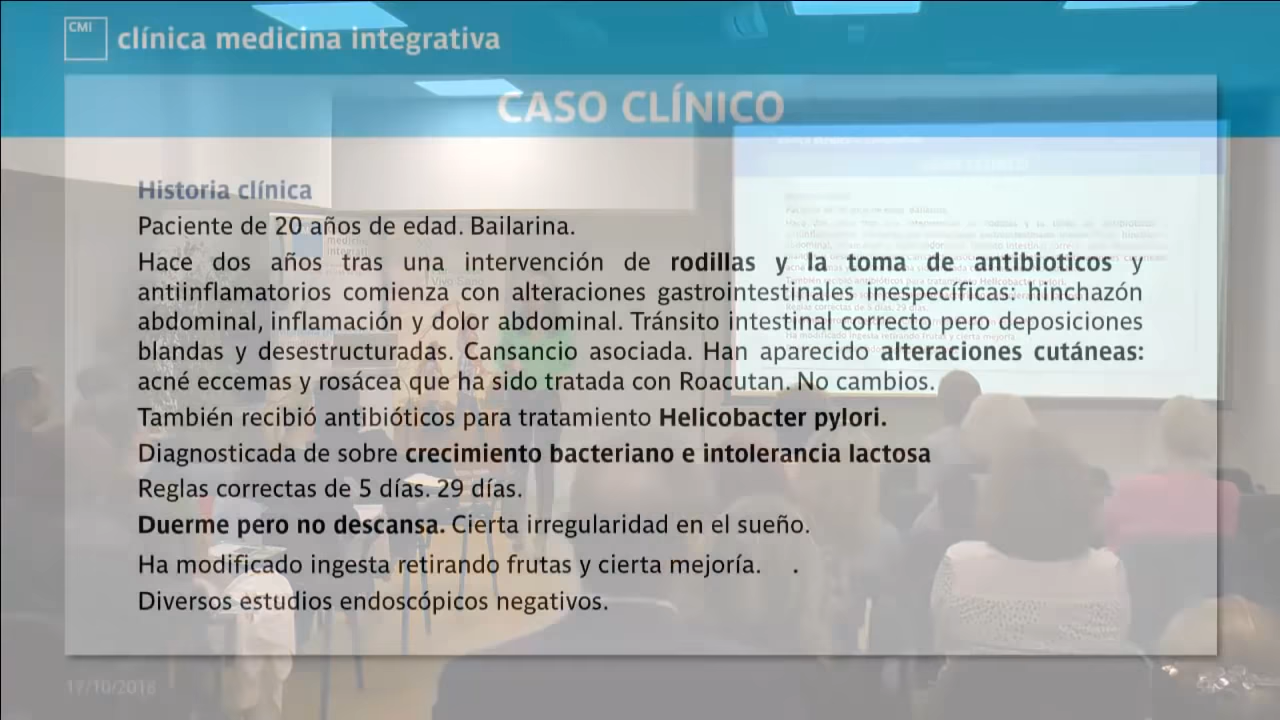 CMI
clínica medicina integrativa
CASO CLÍNICO
Historia clínica
Paciente de 20 años de edad. Bailarina.
Hace dos años tras una intervención de rodillas y la toma de antibioticos y
antiinflamatorios comienza con alteraciones gastrointestinales inespecíficas: hinchazón
abdominal, inflamación y dolor abdominal. Tránsito intestinal correcto pero deposiciones
blandas y desestructuradas. Cansancio asociada. Han aparecido alteraciones cutáneas:
acné eccemas y rosácea que ha sido tratada con Roacutan. No cambios.
También recibió antibióticos para tratamiento Helicobacter pylori.
Diagnosticada de sobre crecimiento bacteriano e intolerancia lactosa
Reglas correctas de 5 días. 29 días.
Duerme pero no descansa. Cierta irregularidad en el sueño.
Ha modificado ingesta retirando frutas y cierta mejoría. .
Diversos estudios endoscópicos negativos.
17/10/2018